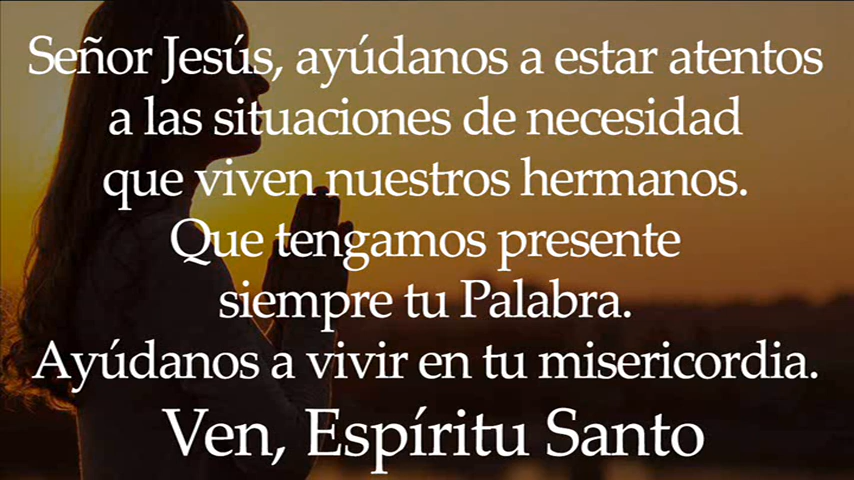 Señor Jesús, ayúdanos a estar atentos
a las situaciones de necesidad
que viven nuestros hermanos.
Que tengamos presente
siempre tu Palabra.
Ayúdanos a vivir en tu misericordia.
Ven, Espíritu Santo